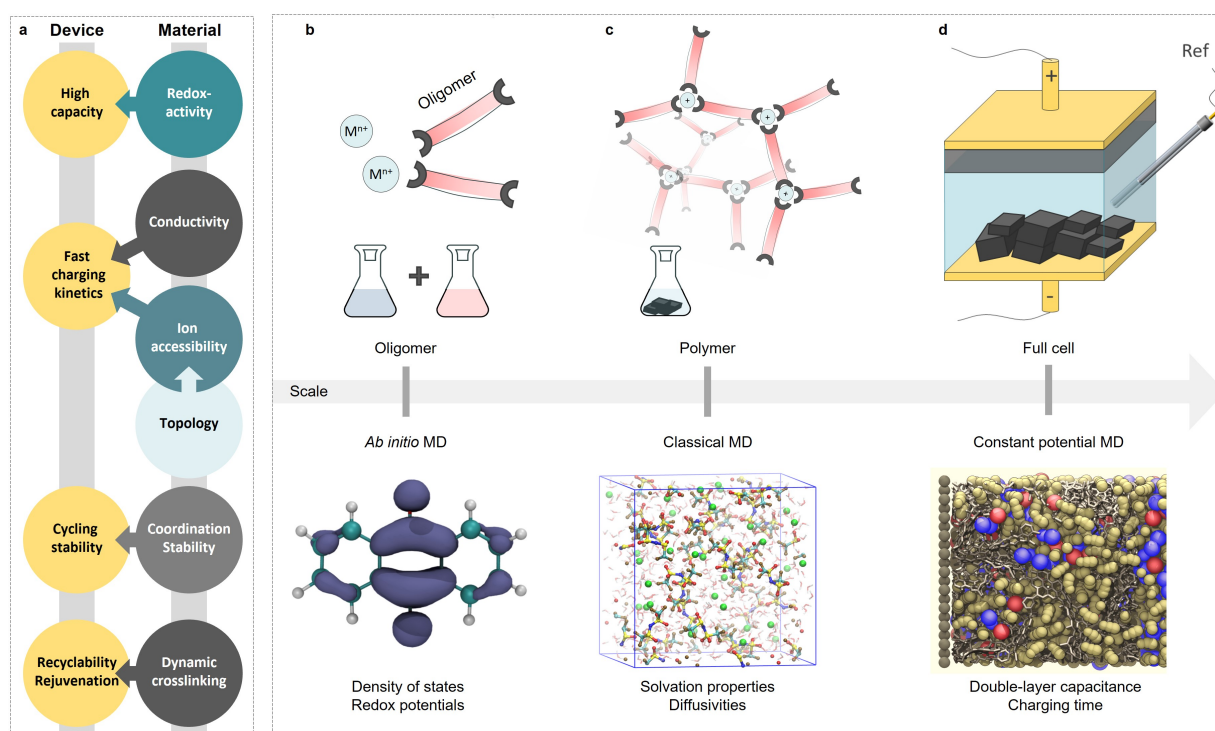 a
Device
Material
High
capacity
Redox-
activity
Conductivity
Fast
charging
kinetics
Ion
accessibility
Topology
Cycling
stability
Coordination
Stability
Recyclability
Rejuvenation
Dynamic
crosslinking
b
Oligomer
Mn+
Mn+
+
Oligomer
c
+
+
+
+
+
+
Polymer
d
+
Ref
-
Full cell
Scale
Ab initio MD
Classical MD
Constant potential MD
Density of states
Redox potentials
Solvation properties
Diffusivities
Double-layer capacitance
Charging time